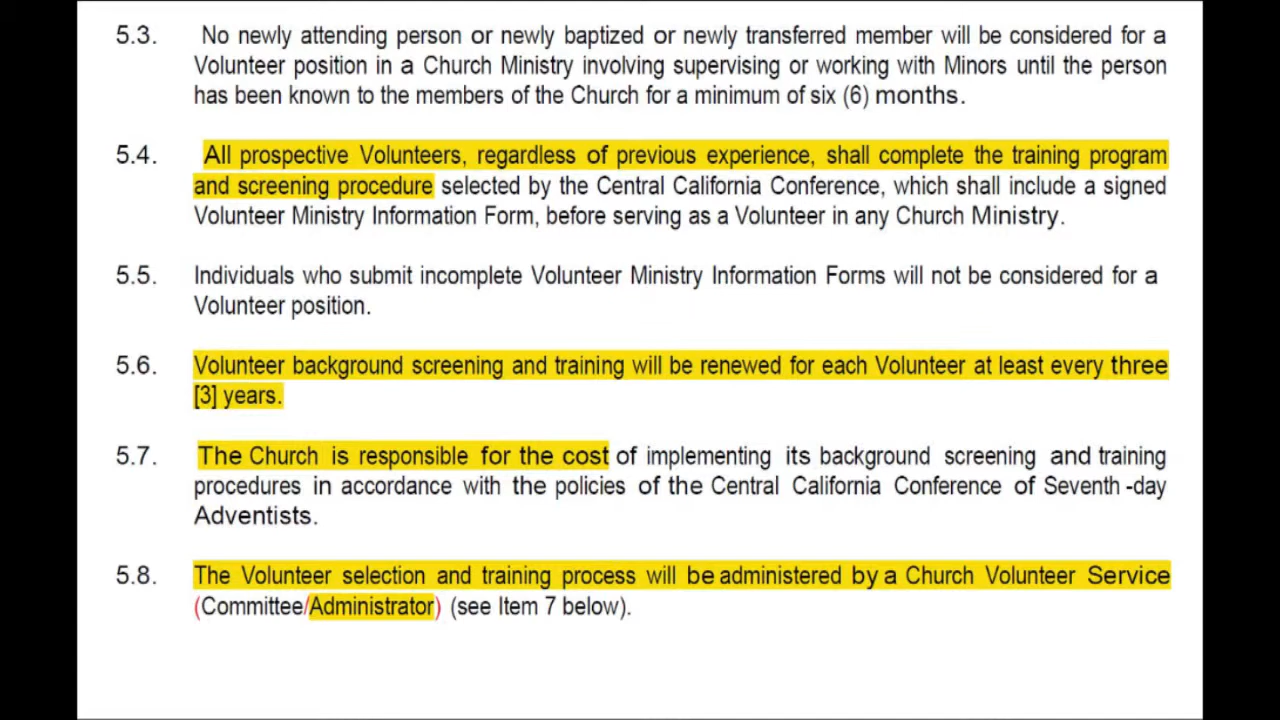 5.3. No newly attending person or newly baptized or newly transferred member will be considered for a
Volunteer position in a Church Ministry involving supervising or working with Minors until the person
has been known to the members of the Church for a minimum of six (6) months.
5.4. All prospective Volunteers, regardless of previous experience, shall complete the training program
and screening procedure selected by the Central California Conference, which shall include a signed
Volunteer Ministry Information Form, before serving as a Volunteer in any Church Ministry.
5.5. Individuals who submit incomplete Volunteer Ministry Information Forms will not be considered for a
Volunteer position.
5.6. Volunteer background screening and training will be renewed for each Volunteer at least every three
[3] years.
5.7. The Church is responsible for the cost of implementing its background screening and training
procedures in accordance with the policies of the Central California Conference of Seventh -day
Adventists.
5.8. The Volunteer selection and training process will be administered by a Church Volunteer Service
(Committee/Administrator) (see Item 7 below).